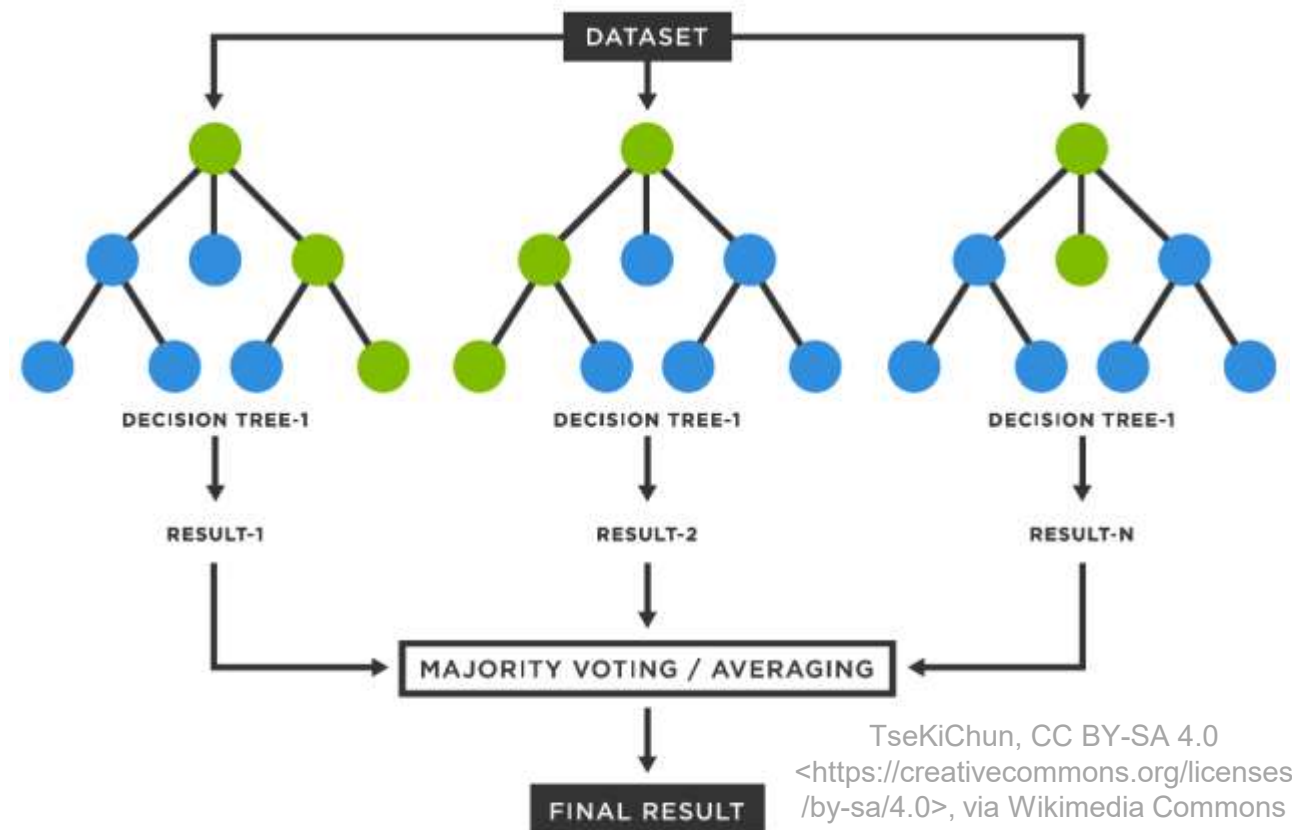 DATASET
DECISION TREE-1
DECISION TREE-1
DECISION TREE-1
RESULT-1
RESULT-2
RESULT-N
MAJORITY VOTING / AVERAGING
FINAL RESULT
TseKiChun, CC BY-SA 4.0
<https://creativecommons.org/licenses
/by-sa/4.0>, via Wikimedia Commons